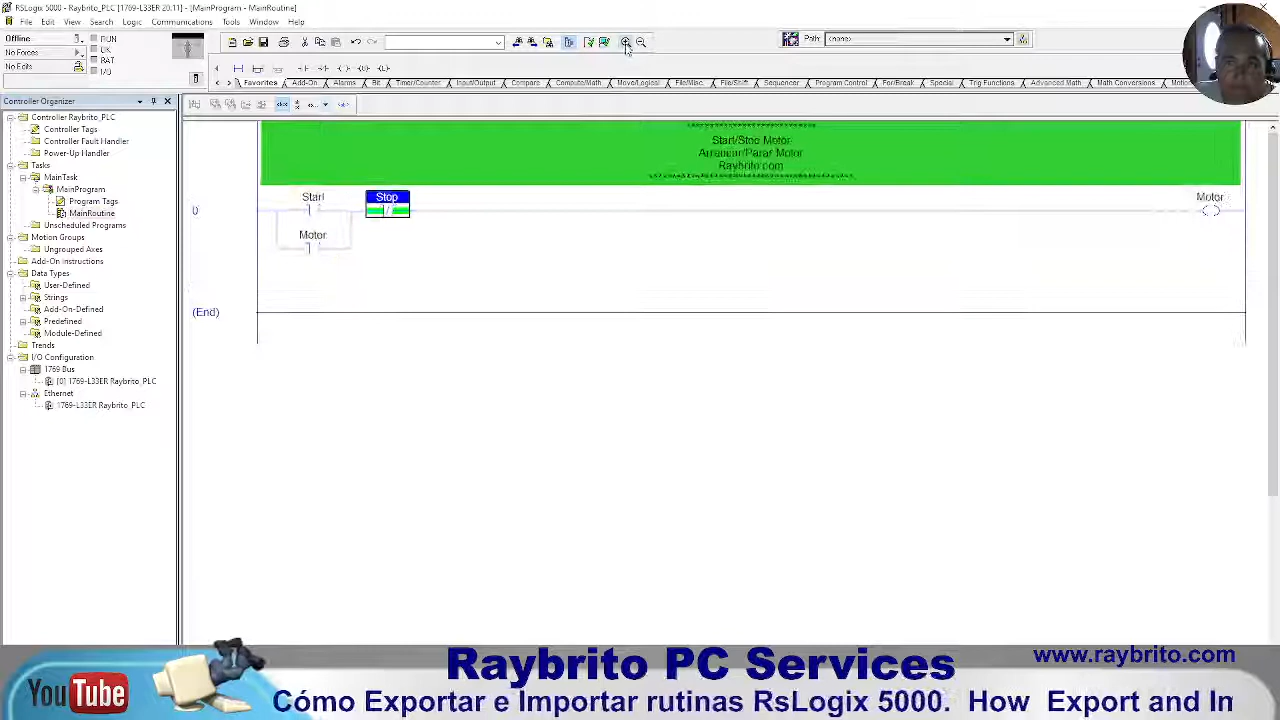 RSLogix 5000 - Raybrito_PLC [1769-L33ER 20.11] - [MainProgram - MainRoutine]
File Edit View Search Logic Communications Tools Window Help
Offline
RUN
No Forces
OK
Path: <none>
No Edits
BAT
I/O
Favorites Add-On Alarms Bit Timer/Counter Input/Output Compare Compute/Math Move/Logical File/Misc. File/Shift Sequencer Program Control For/Break Special Trig Functions Advanced Math Math Conversions
Controller Organizer
Controller Raybrito_PLC
Controller Tags
Controller Fault Handler
Power-Up Handler
Tasks
MainTask
MainProgram
Program Tags
MainRoutine
Unscheduled Programs
Motion Groups
Ungrouped Axes
Add-On Instructions
Data Types
User-Defined
Strings
Add-On-Defined
Predefined
Module-Defined
Trends
I/O Configuration
1769 Bus
[0] 1769-L33ER Raybrito_PLC
Ethernet
1769-L33ER Raybrito_PLC
Start/Stop Motor
Arrancar/Parar Motor
Raybrito.com
Start
Stop
Motor
0
Motor
(End)
Raybrito PC Services
www.raybrito.com
YouTube
Cómo Exportar e Importar rutinas RsLogix 5000. How Export and In